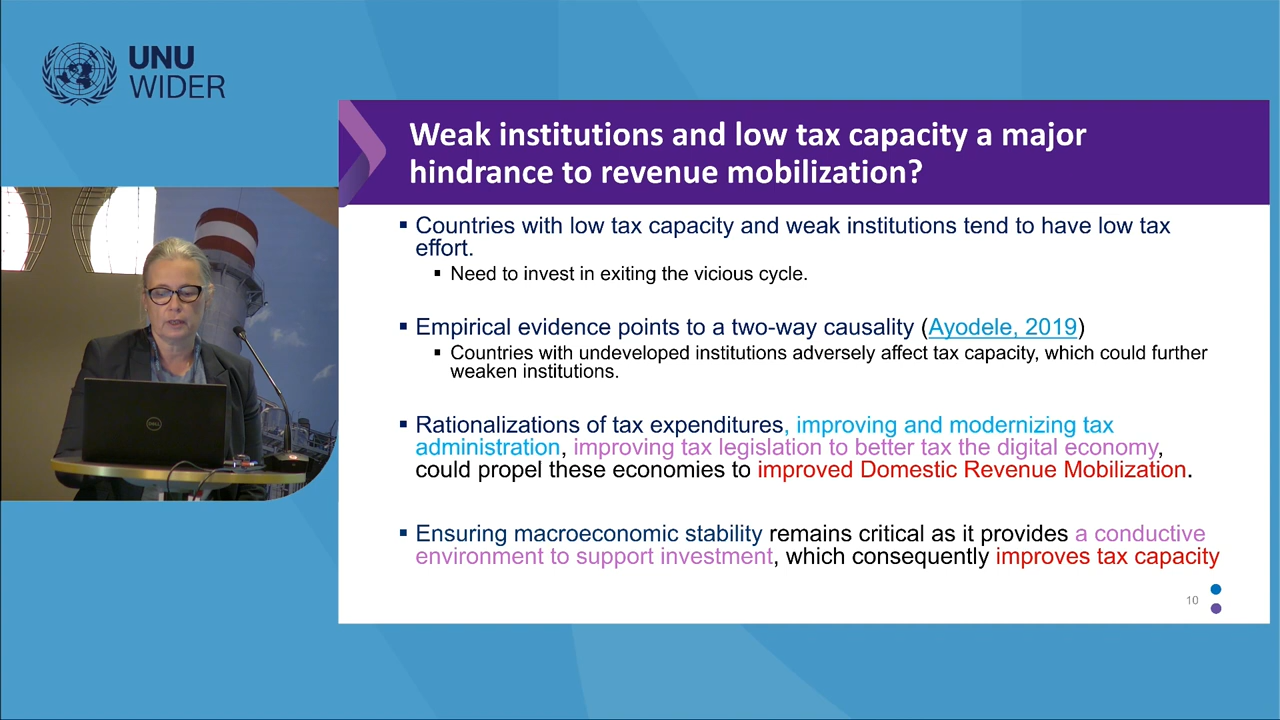 UNU
WIDER
Weak institutions and low tax capacity a major
hindrance to revenue mobilization?
▪ Countries with low tax capacity and weak institutions tend to have low tax
effort.
▪ Need to invest in exiting the vicious cycle.
▪ Empirical evidence points to a two-way causality (Ayodele, 2019)
▪ Countries with undeveloped institutions adversely affect tax capacity, which could further
weaken institutions.
▪ Rationalizations of tax expenditures, improving and modernizing tax
administration, improving tax legislation to better tax the digital economy,
could propel these economies to improved Domestic Revenue Mobilization.
▪ Ensuring macroeconomic stability remains critical as it provides a conductive
environment to support investment, which consequently improves tax capacity
10
DELL